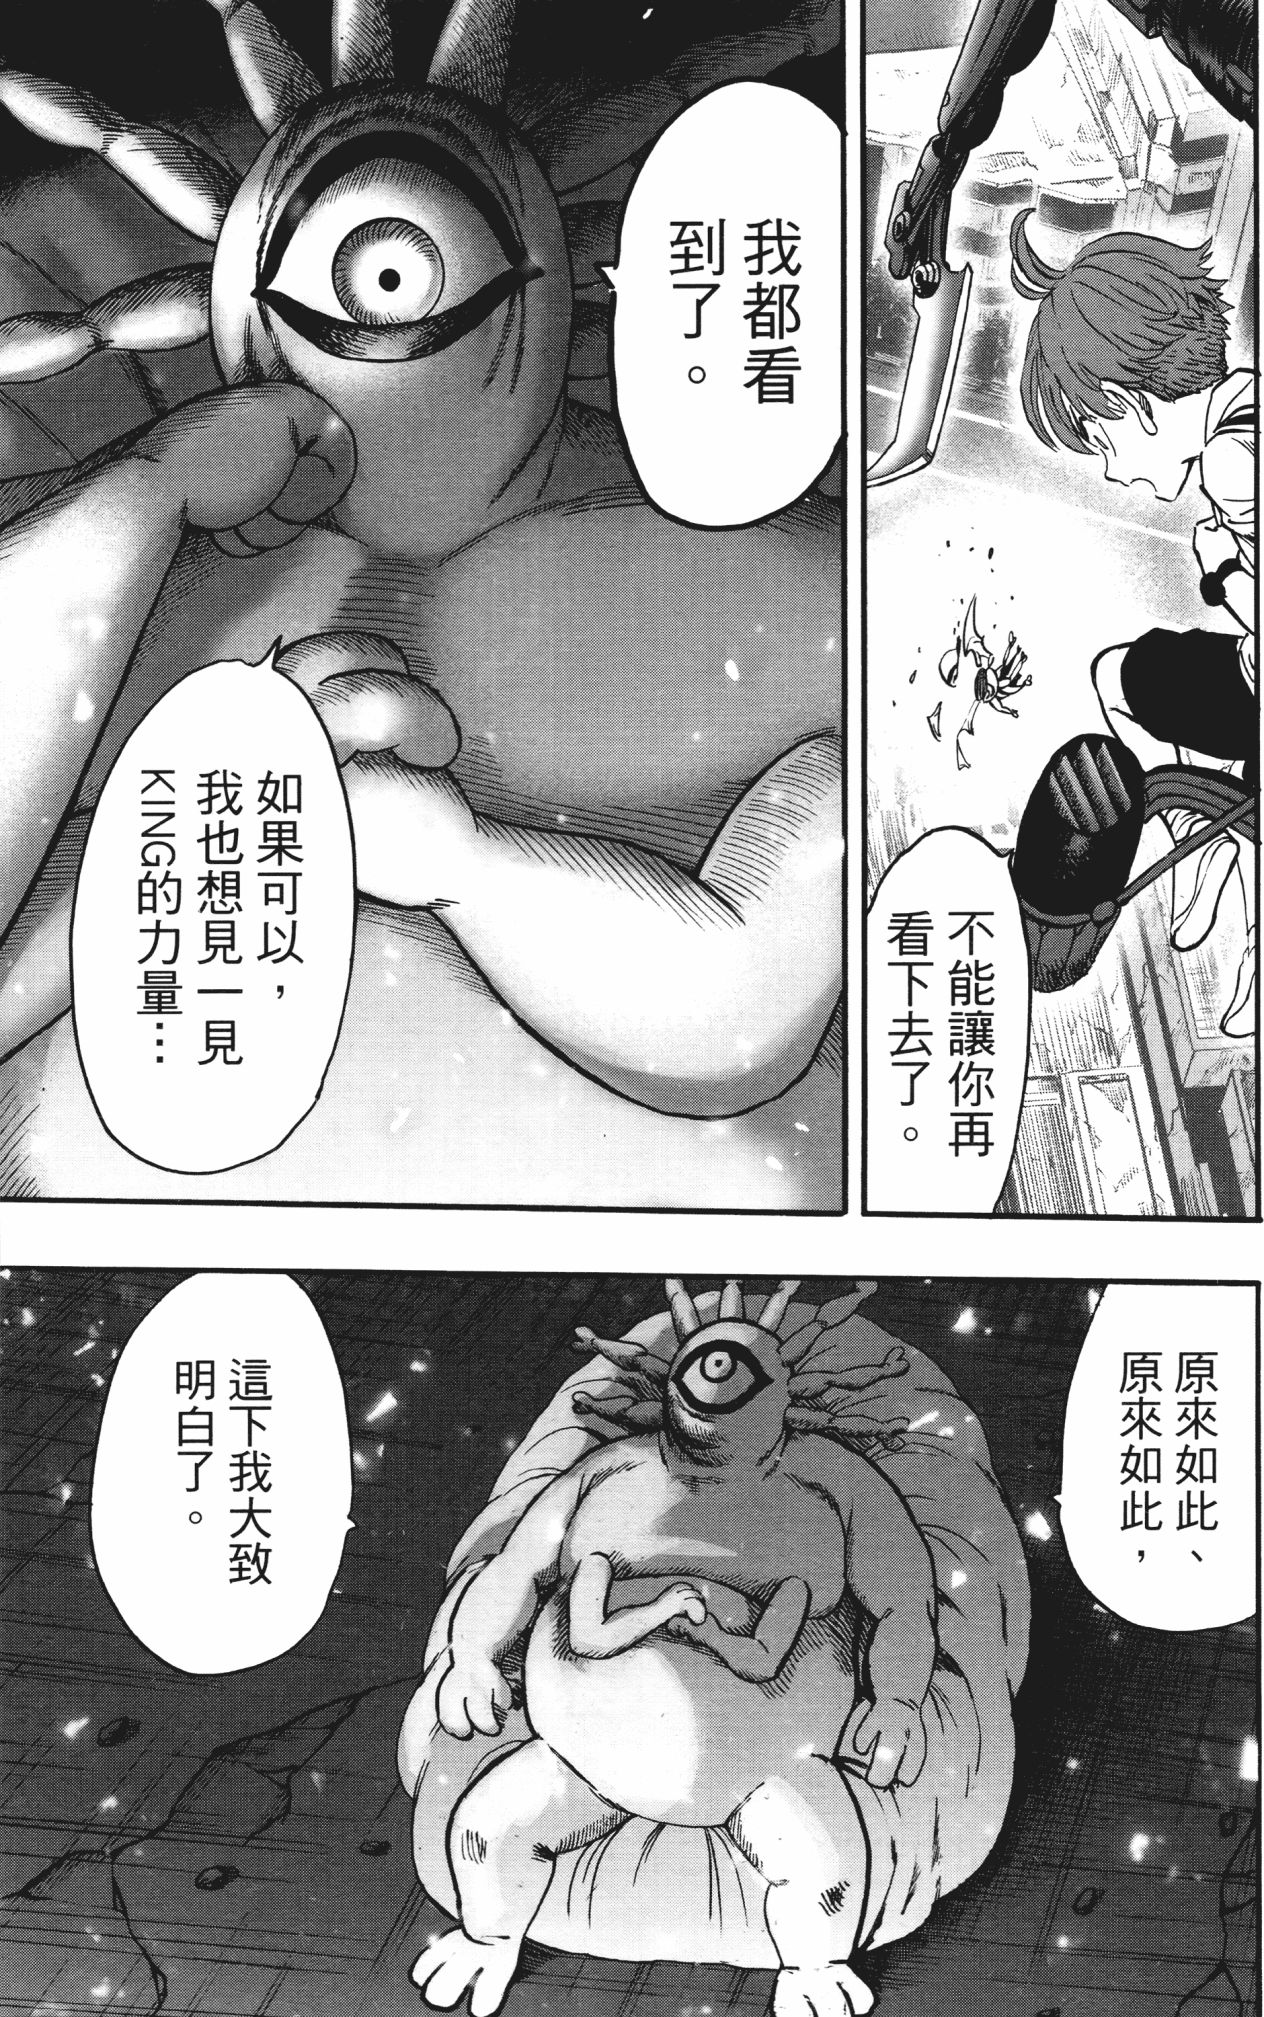 不能讓你再
看下去了。
我都看
到了。
如果可以，
我也想見一見
KING的力量…
原來如此、
原來如此，
這下我大致
明白了。